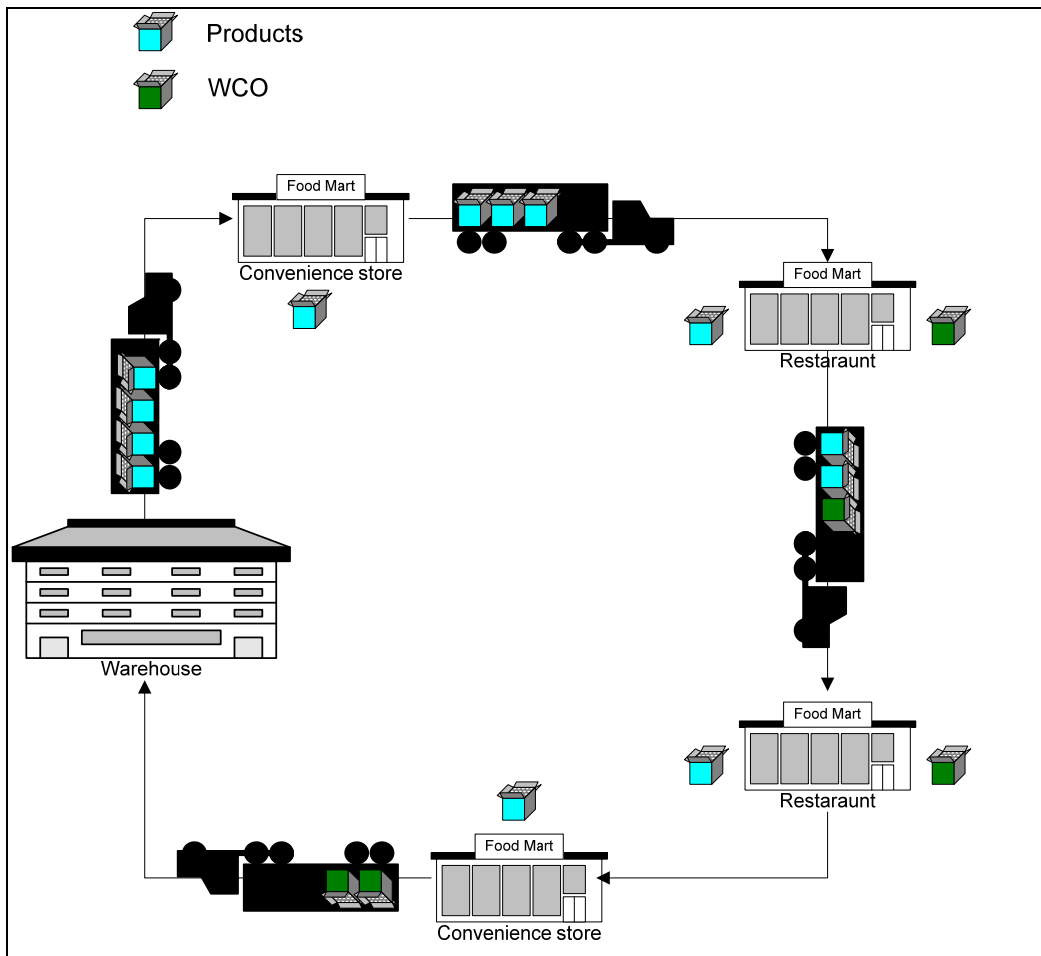 Products
WCO
Food Mart
Convenience store
Food Mart
Restaraunt
Warehouse
Food Mart
Restaraunt
Food Mart
Convenience store